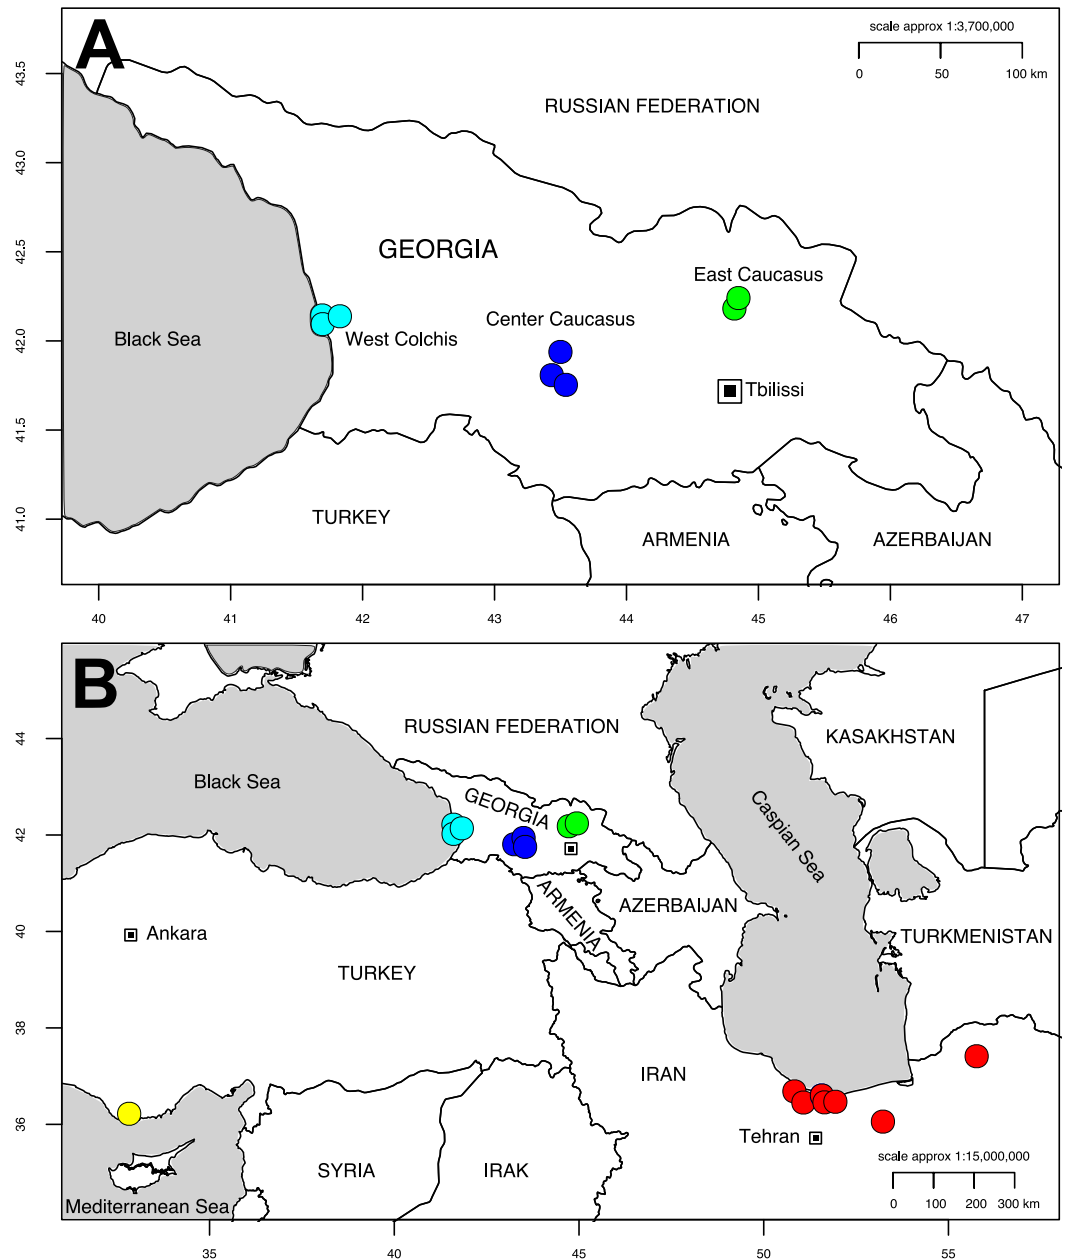 A
scale approx 1:3,700,000
0 50 100 km
RUSSIAN FEDERATION
GEORGIA
East Caucasus
Center Caucasus
Black Sea
West Colchis
Tbilissi
TURKEY
ARMENIA
AZERBAIJAN
43.5
43.0
42.5
42.0
41.5
41.0
40 41 42 43 44 45 46 47
B
RUSSIAN FEDERATION
KASAKHSTAN
Black Sea
GEORGIA
Caspian Sea
ARMENIA
AZERBAIJAN
Ankara
TURKMENISTAN
TURKEY
IRAN
Tehran
scale approx 1:15,000,000
0 100 200 300 km
SYRIA
IRAK
Mediterranean Sea
44
42
40
38
36
35 40 45 50 55